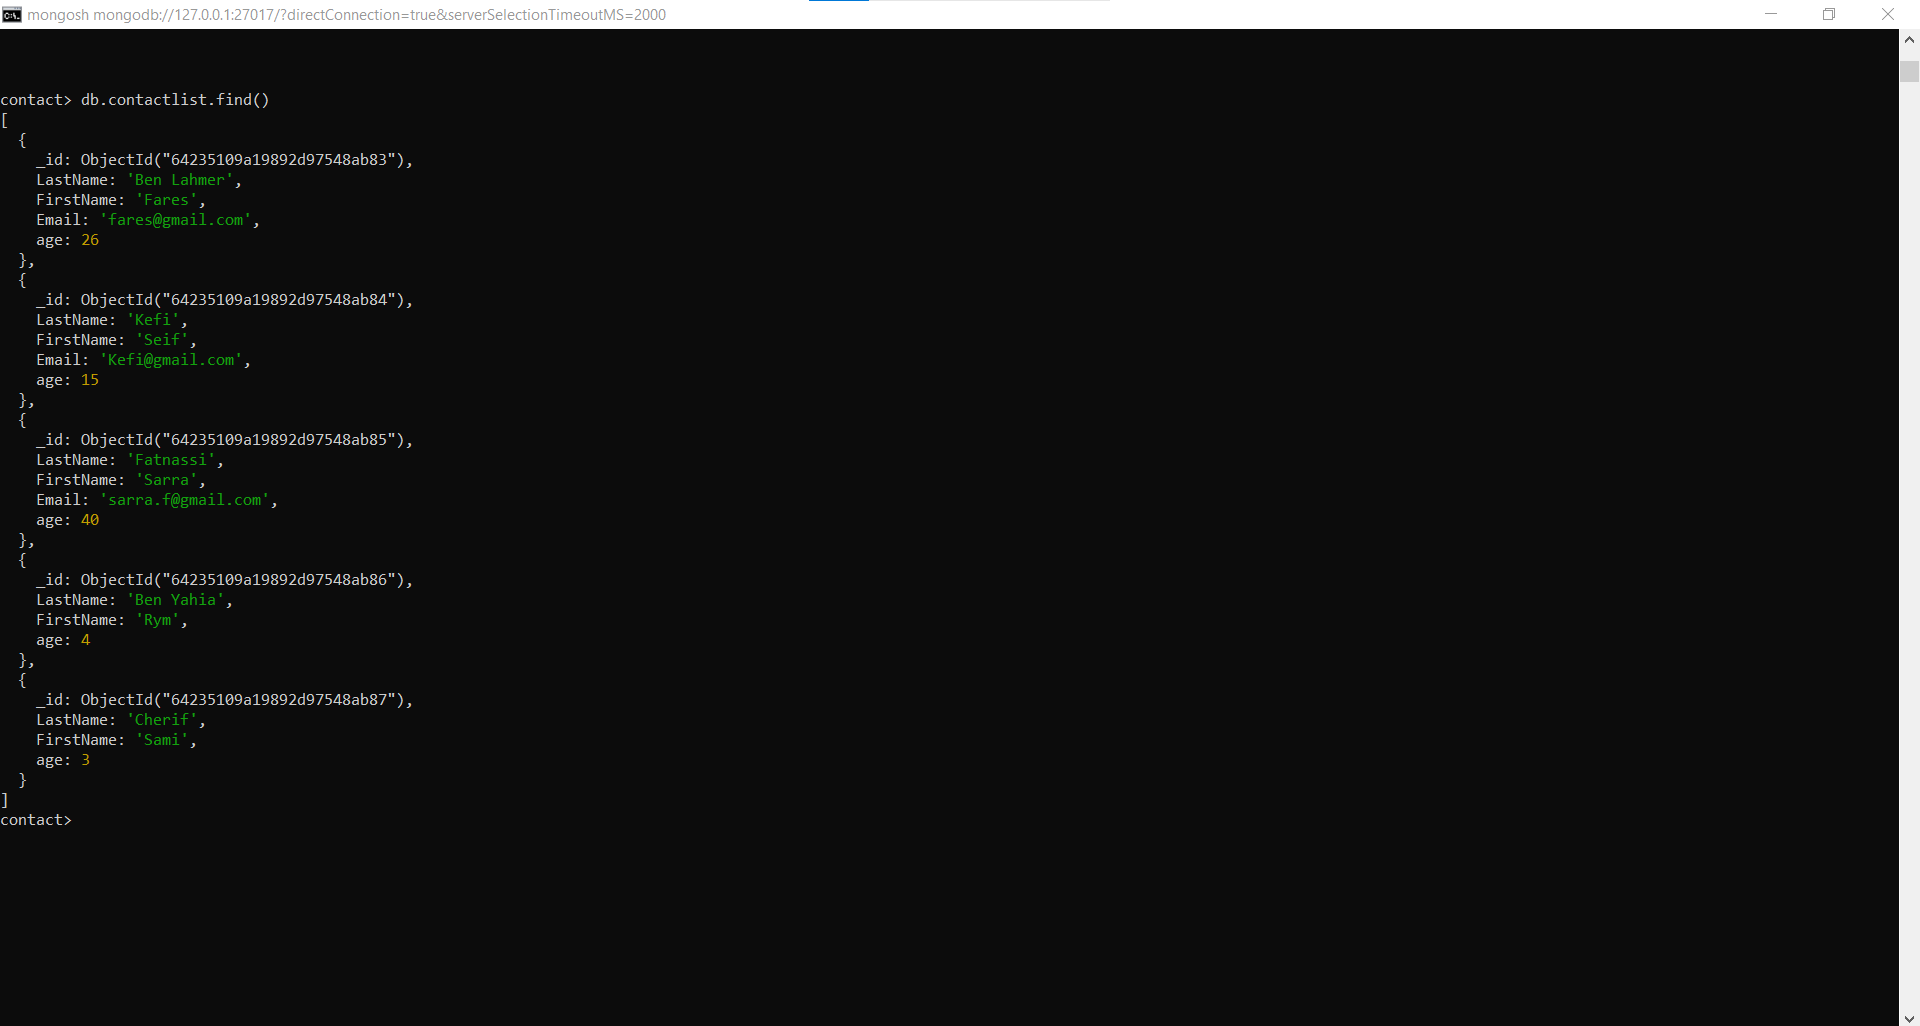 mongosh mongodb://127.0.0.1:27017/?directConnection=true&serverSelectionTimeoutMS=2000
contact> db.contactlist.find()
[
  {
    _id: ObjectId("64235109a19892d97548ab83"),
    LastName: 'Ben Lahmer',
    FirstName: 'Fares',
    Email: 'fares@gmail.com',
    age: 26
  },
  {
    _id: ObjectId("64235109a19892d97548ab84"),
    LastName: 'Kefi',
    FirstName: 'Seif',
    Email: 'Kefi@gmail.com',
    age: 15
  },
  {
    _id: ObjectId("64235109a19892d97548ab85"),
    LastName: 'Fatnassi',
    FirstName: 'Sarra',
    Email: 'sarra.f@gmail.com',
    age: 40
  },
  {
    _id: ObjectId("64235109a19892d97548ab86"),
    LastName: 'Ben Yahia',
    FirstName: 'Rym',
    age: 4
  },
  {
    _id: ObjectId("64235109a19892d97548ab87"),
    LastName: 'Cherif',
    FirstName: 'Sami',
    age: 3
  }
]
contact>